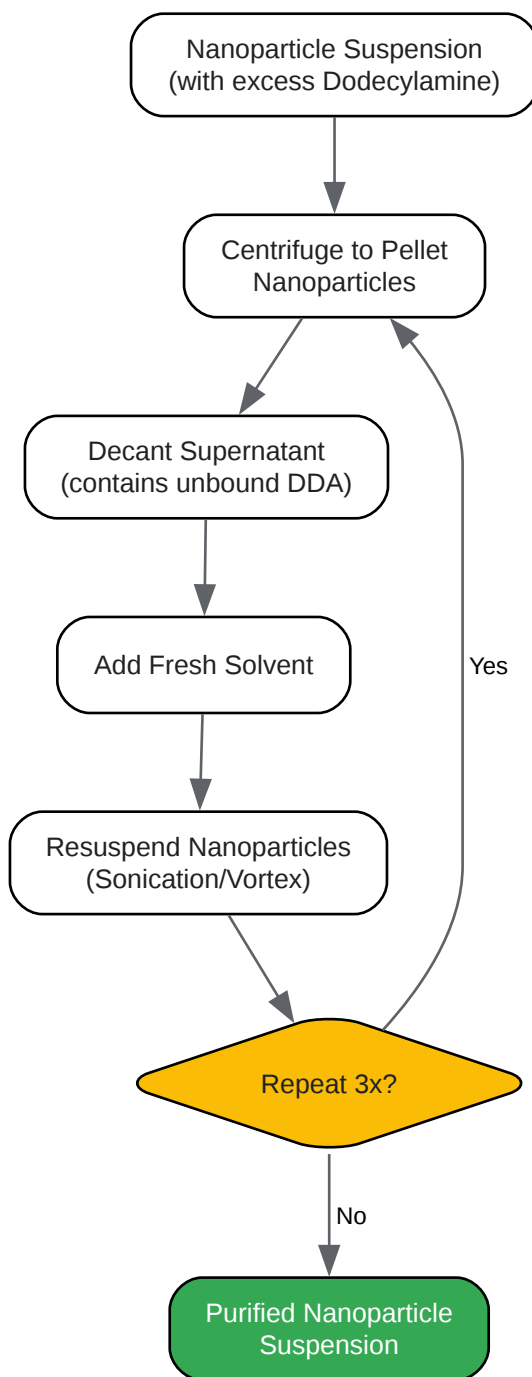 Nanoparticle Suspension
(with excess Dodecylamine)
Centrifuge to Pellet
Nanoparticles
Decant Supernatant
(contains unbound DDA)
Add Fresh Solvent
Yes
Resuspend Nanoparticles
(Sonication/Vortex)
Repeat 3x?
No
Purified Nanoparticle
Suspension